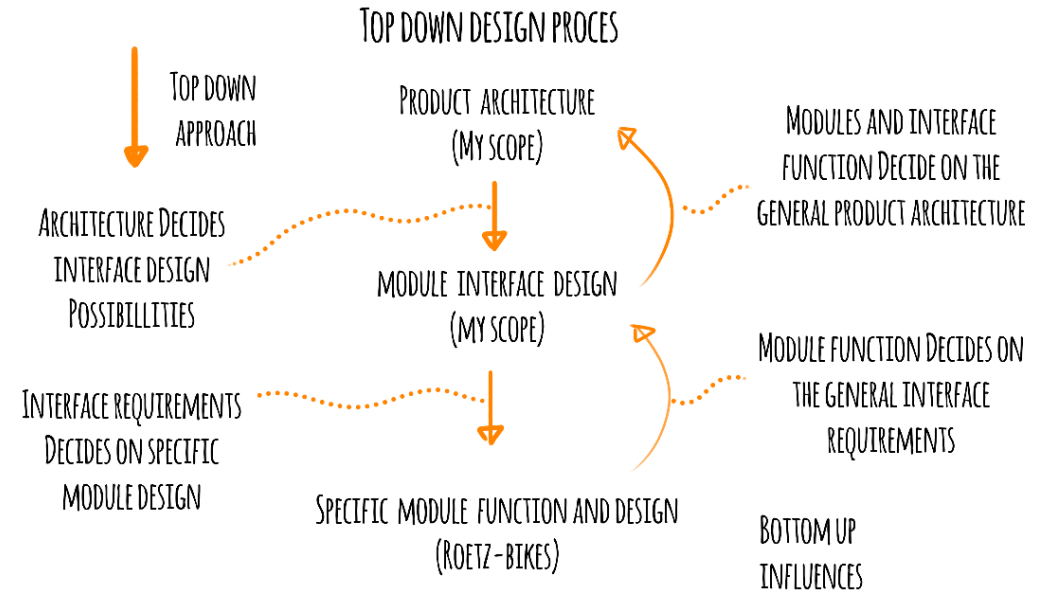 Top down design proces
Top down
approach
Product architecture
(My scope)
Modules and interface
function Decide on the
general product architecture
Architecture Decides
interface design
Possibillities
module interface design
(my scope)
Module function Decides on
the general interface
requirements
Interface requirements
Decides on specific
module design
Specific module function and design
(Roetz-bikes)
Bottom up
influences